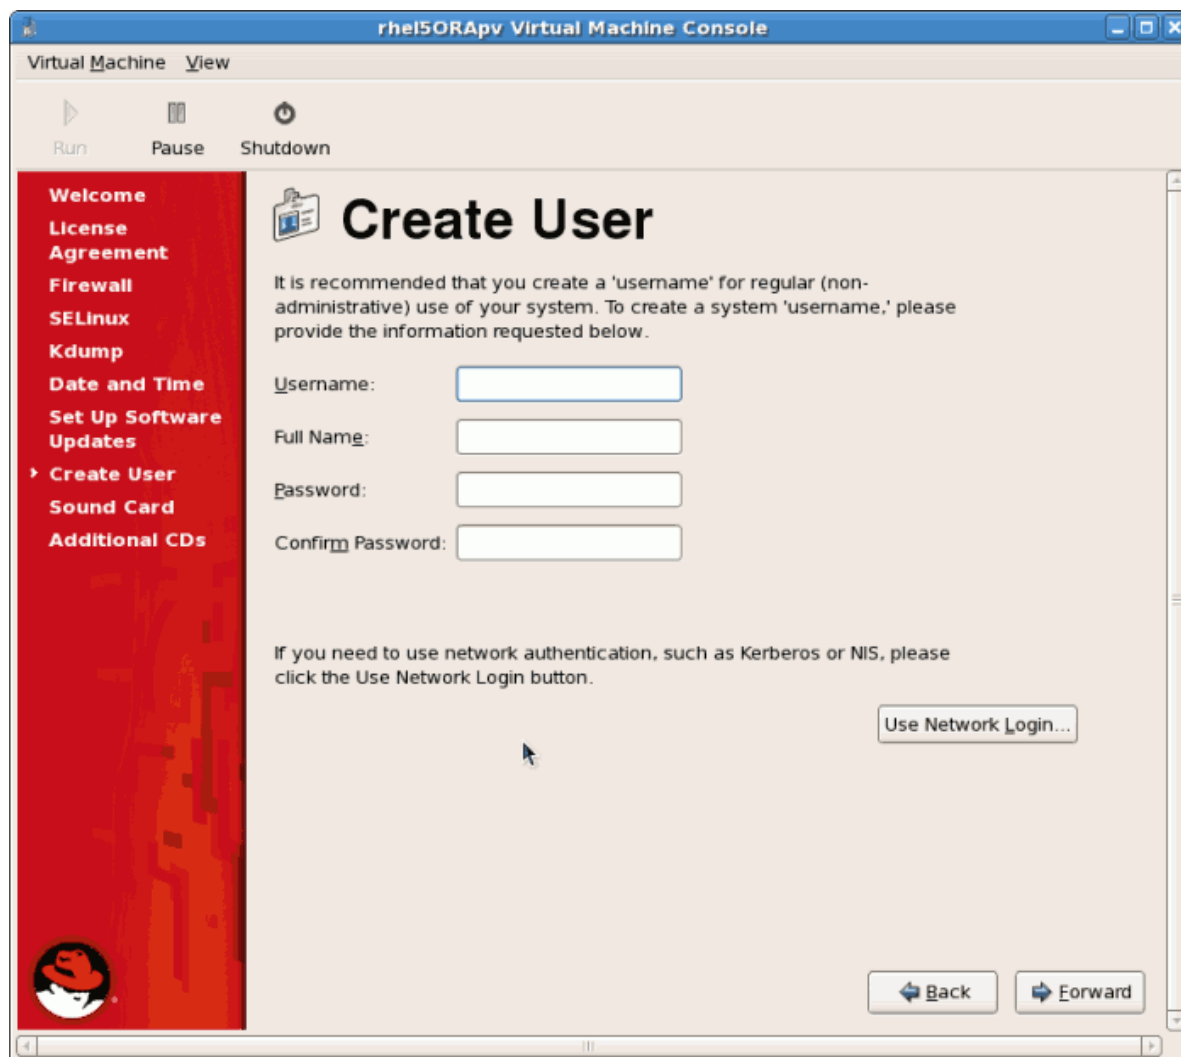 rhel5ORApv Virtual Machine Console
Virtual Machine View
Run Pause Shutdown
Welcome
License
Agreement
Firewall
SELinux
Kdump
Date and Time
Set Up Software
Updates
Create User
Sound Card
Additional CDs
Create User
It is recommended that you create a 'username' for regular (non-
administrative) use of your system. To create a system 'username,' please
provide the information requested below.
Username:
Full Name:
Password:
Confirm Password:
If you need to use network authentication, such as Kerberos or NIS, please
click the Use Network Login button.
Use Network Login...
Back Forward